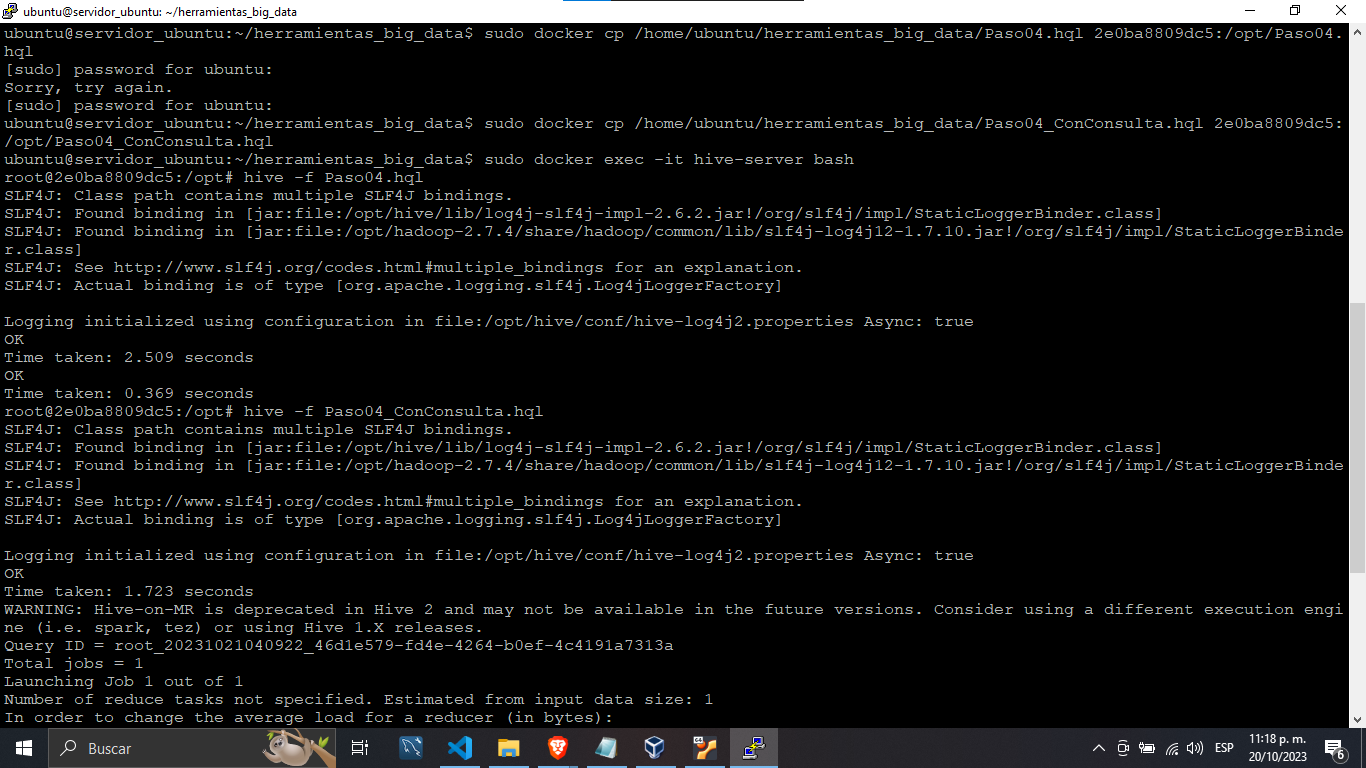 ubuntu@servidor_ubuntu: ~/herramientas_big_data
ubuntu@servidor_ubuntu:~/herramientas_big_data$ sudo docker cp /home/ubuntu/herramientas_big_data/Paso04.hql 2e0ba8809dc5:/opt/Paso04.
hql
[sudo] password for ubuntu:
Sorry, try again.
[sudo] password for ubuntu:
ubuntu@servidor_ubuntu:~/herramientas_big_data$ sudo docker cp /home/ubuntu/herramientas_big_data/Paso04_ConConsulta.hql 2e0ba8809dc5:
/opt/Paso04_ConConsulta.hql
ubuntu@servidor_ubuntu:~/herramientas_big_data$ sudo docker exec -it hive-server bash
root@2e0ba8809dc5:/opt# hive -f Paso04.hql
SLF4J: Class path contains multiple SLF4J bindings.
SLF4J: Found binding in [jar:file:/opt/hive/lib/log4j-slf4j-impl-2.6.2.jar!/org/slf4j/impl/StaticLoggerBinder.class]
SLF4J: Found binding in [jar:file:/opt/hadoop-2.7.4/share/hadoop/common/lib/slf4j-log4j12-1.7.10.jar!/org/slf4j/impl/StaticLoggerBinde
r.class]
SLF4J: See http://www.slf4j.org/codes.html#multiple_bindings for an explanation.
SLF4J: Actual binding is of type [org.apache.logging.slf4j.Log4jLoggerFactory]
Logging initialized using configuration in file:/opt/hive/conf/hive-log4j2.properties Async: true
OK
Time taken: 2.509 seconds
OK
Time taken: 0.369 seconds
root@2e0ba8809dc5:/opt# hive -f Paso04_ConConsulta.hql
SLF4J: Class path contains multiple SLF4J bindings.
SLF4J: Found binding in [jar:file:/opt/hive/lib/log4j-slf4j-impl-2.6.2.jar!/org/slf4j/impl/StaticLoggerBinder.class]
SLF4J: Found binding in [jar:file:/opt/hadoop-2.7.4/share/hadoop/common/lib/slf4j-log4j12-1.7.10.jar!/org/slf4j/impl/StaticLoggerBinde
r.class]
SLF4J: See http://www.slf4j.org/codes.html#multiple_bindings for an explanation.
SLF4J: Actual binding is of type [org.apache.logging.slf4j.Log4jLoggerFactory]
Logging initialized using configuration in file:/opt/hive/conf/hive-log4j2.properties Async: true
OK
Time taken: 1.723 seconds
WARNING: Hive-on-MR is deprecated in Hive 2 and may not be available in the future versions. Consider using a different execution engi
ne (i.e. spark, tez) or using Hive 1.X releases.
Query ID = root_20231021040922_46d1e579-fd4e-4264-b0ef-4c4191a7313a
Total jobs = 1
Launching Job 1 out of 1
Number of reduce tasks not specified. Estimated from input data size: 1
In order to change the average load for a reducer (in bytes):
Buscar
64
ESP
11:18 p. m.
20/10/2023
6